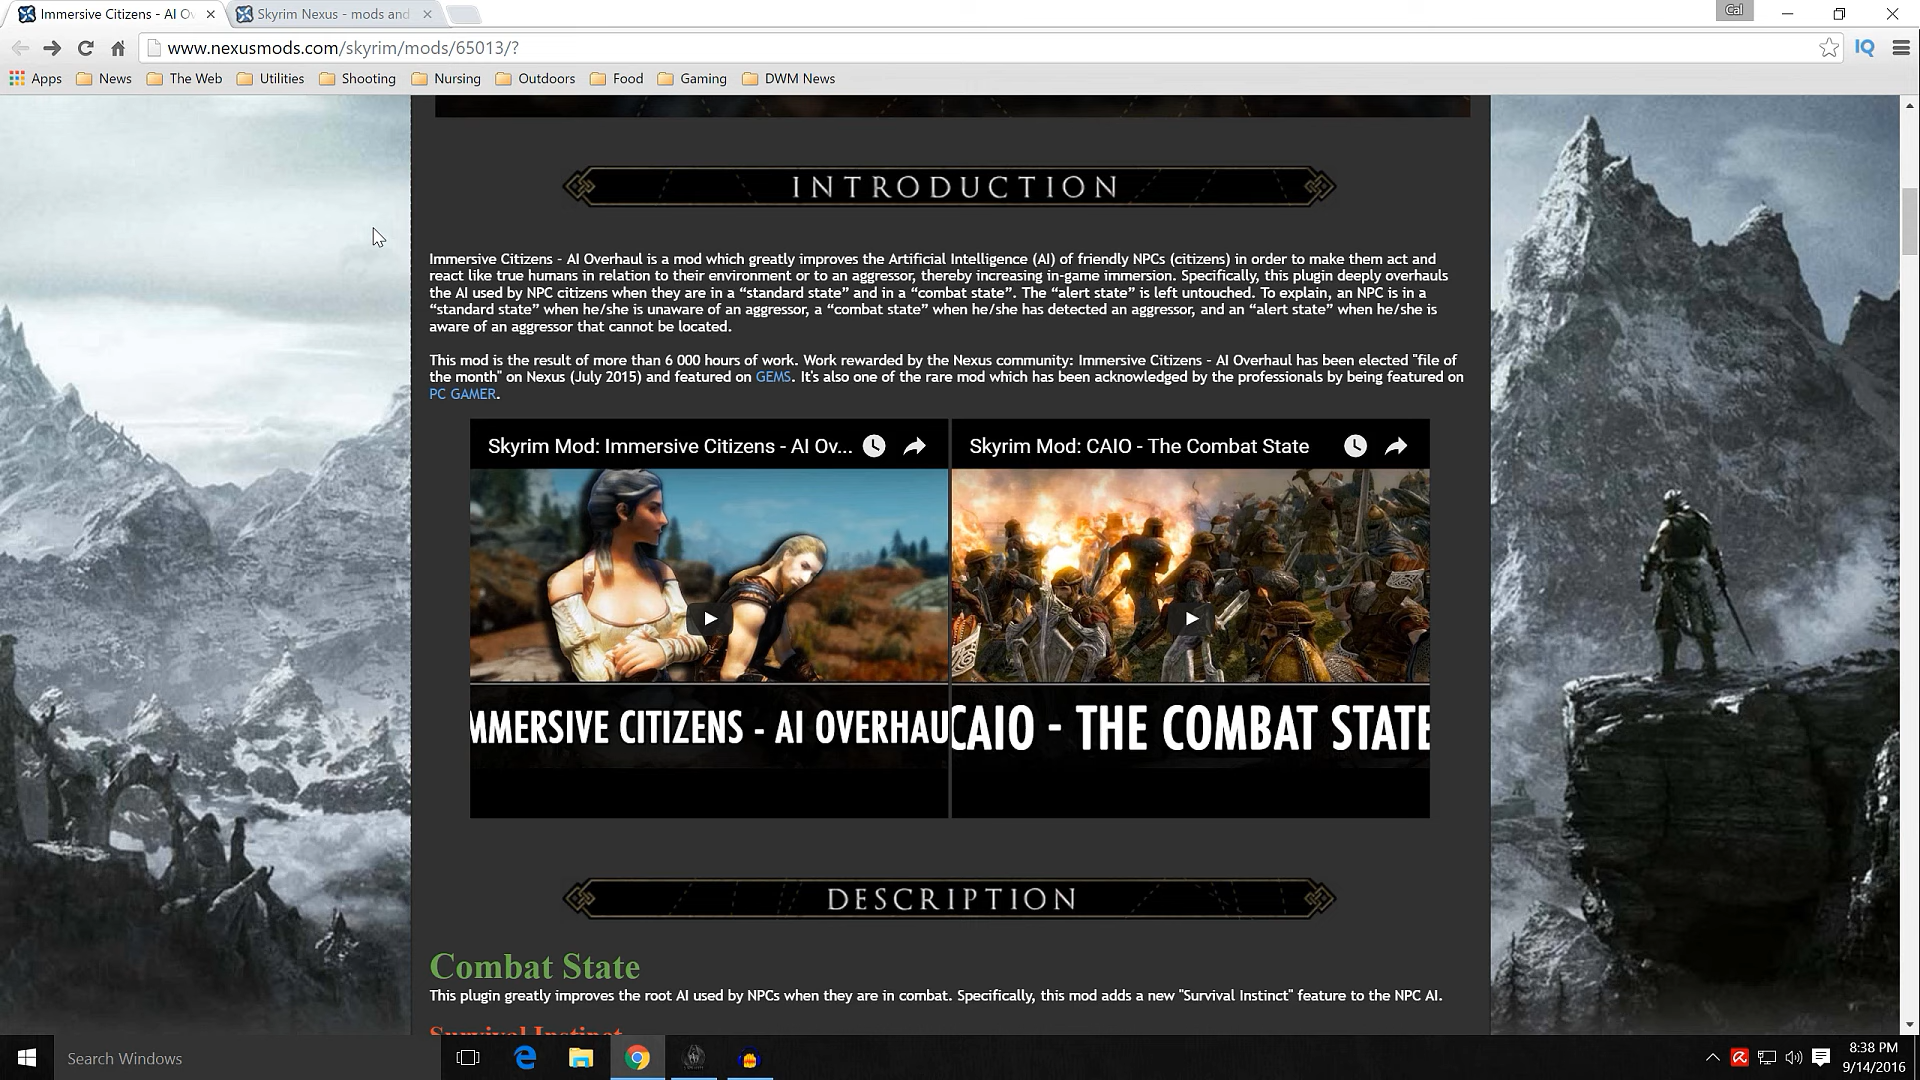 Immersive Citizens - AI Ov
Skyrim Nexus - mods and
Cal
www.nexusmods.com/skyrim/mods/65013/?
IQ
Apps News The Web Utilities Shooting Nursing Outdoors Food Gaming DWM News
INTRODUCTION
Immersive Citizens - AI Overhaul is a mod which greatly improves the Artificial Intelligence (AI) of friendly NPCs (citizens) in order to make them act and
react like true humans in relation to their environment or to an aggressor, thereby increasing in-game immersion. Specifically, this plugin deeply overhauls
the AI used by NPC citizens when they are in a “standard state” and in a “combat state”. The “alert state” is left untouched. To explain, an NPC is in a
“standard state” when he/she is unaware of an aggressor, a “combat state” when he/she has detected an aggressor, and an “alert state” when he/she is
aware of an aggressor that cannot be located.
This mod is the result of more than 6 000 hours of work. Work rewarded by the Nexus community: Immersive Citizens - AI Overhaul has been elected "file of
the month" on Nexus (July 2015) and featured on GEMS. It's also one of the rare mod which has been acknowledged by the professionals by being featured on
PC GAMER.
Skyrim Mod: Immersive Citizens - AI Ov...
Skyrim Mod: CAIO - The Combat State
MMERSIVE CITIZENS - AI OVERHAU
CAIO - THE COMBAT STATE
DESCRIPTION
Combat State
This plugin greatly improves the root AI used by NPCs when they are in combat. Specifically, this mod adds a new "Survival Instinct" feature to the NPC AI.
Survival Instinct
Search Windows
8:38 PM
9/14/2016